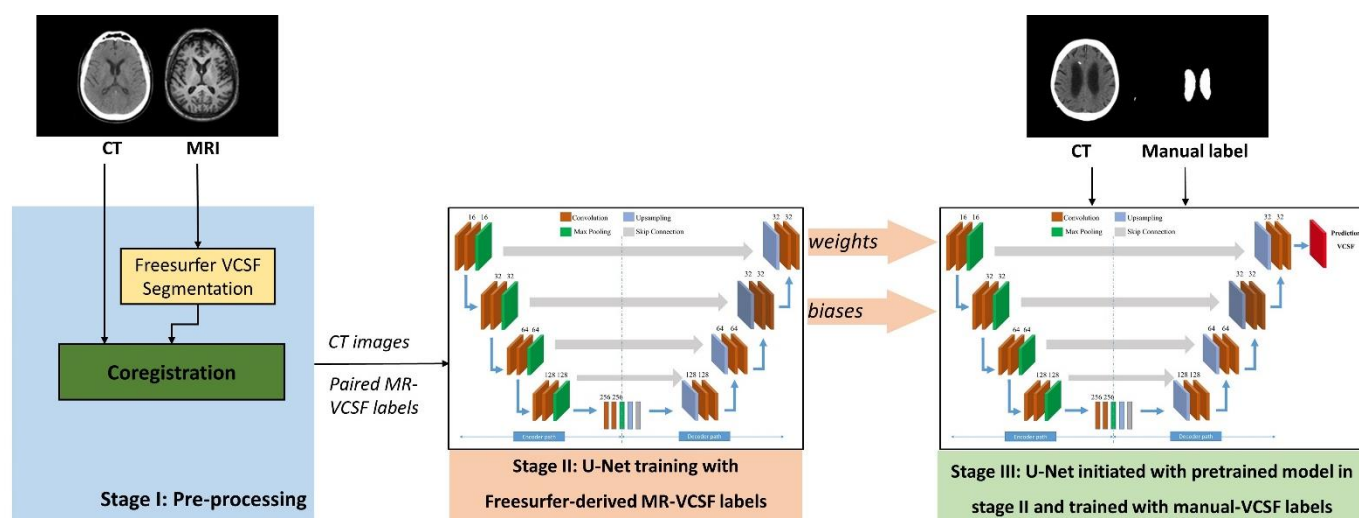 CT MRI
Freesurfer VCSF
Segmentation
Coregistration
Stage I: Pre-processing
CT images
Paired MR-
VCSF labels
16 16
Convolution
Upsampling
Max Pooling
Skip Connection
32 32
32 32
32 32
64 64
64 64
128 128
128 128
256 256
Encoder path
Decoder path
Stage II: U-Net training with
Freesurfer-derived MR-VCSF labels
weights
biases
CT Manual label
16 16
Convolution
Upsampling
Max Pooling
Skip Connection
32 32
Prediction
VCSF
32 32
32 32
64 64
64 64
128 128
128 128
256 256
Encoder path
Decoder path
Stage III: U-Net initiated with pretrained model in
stage II and trained with manual-VCSF labels